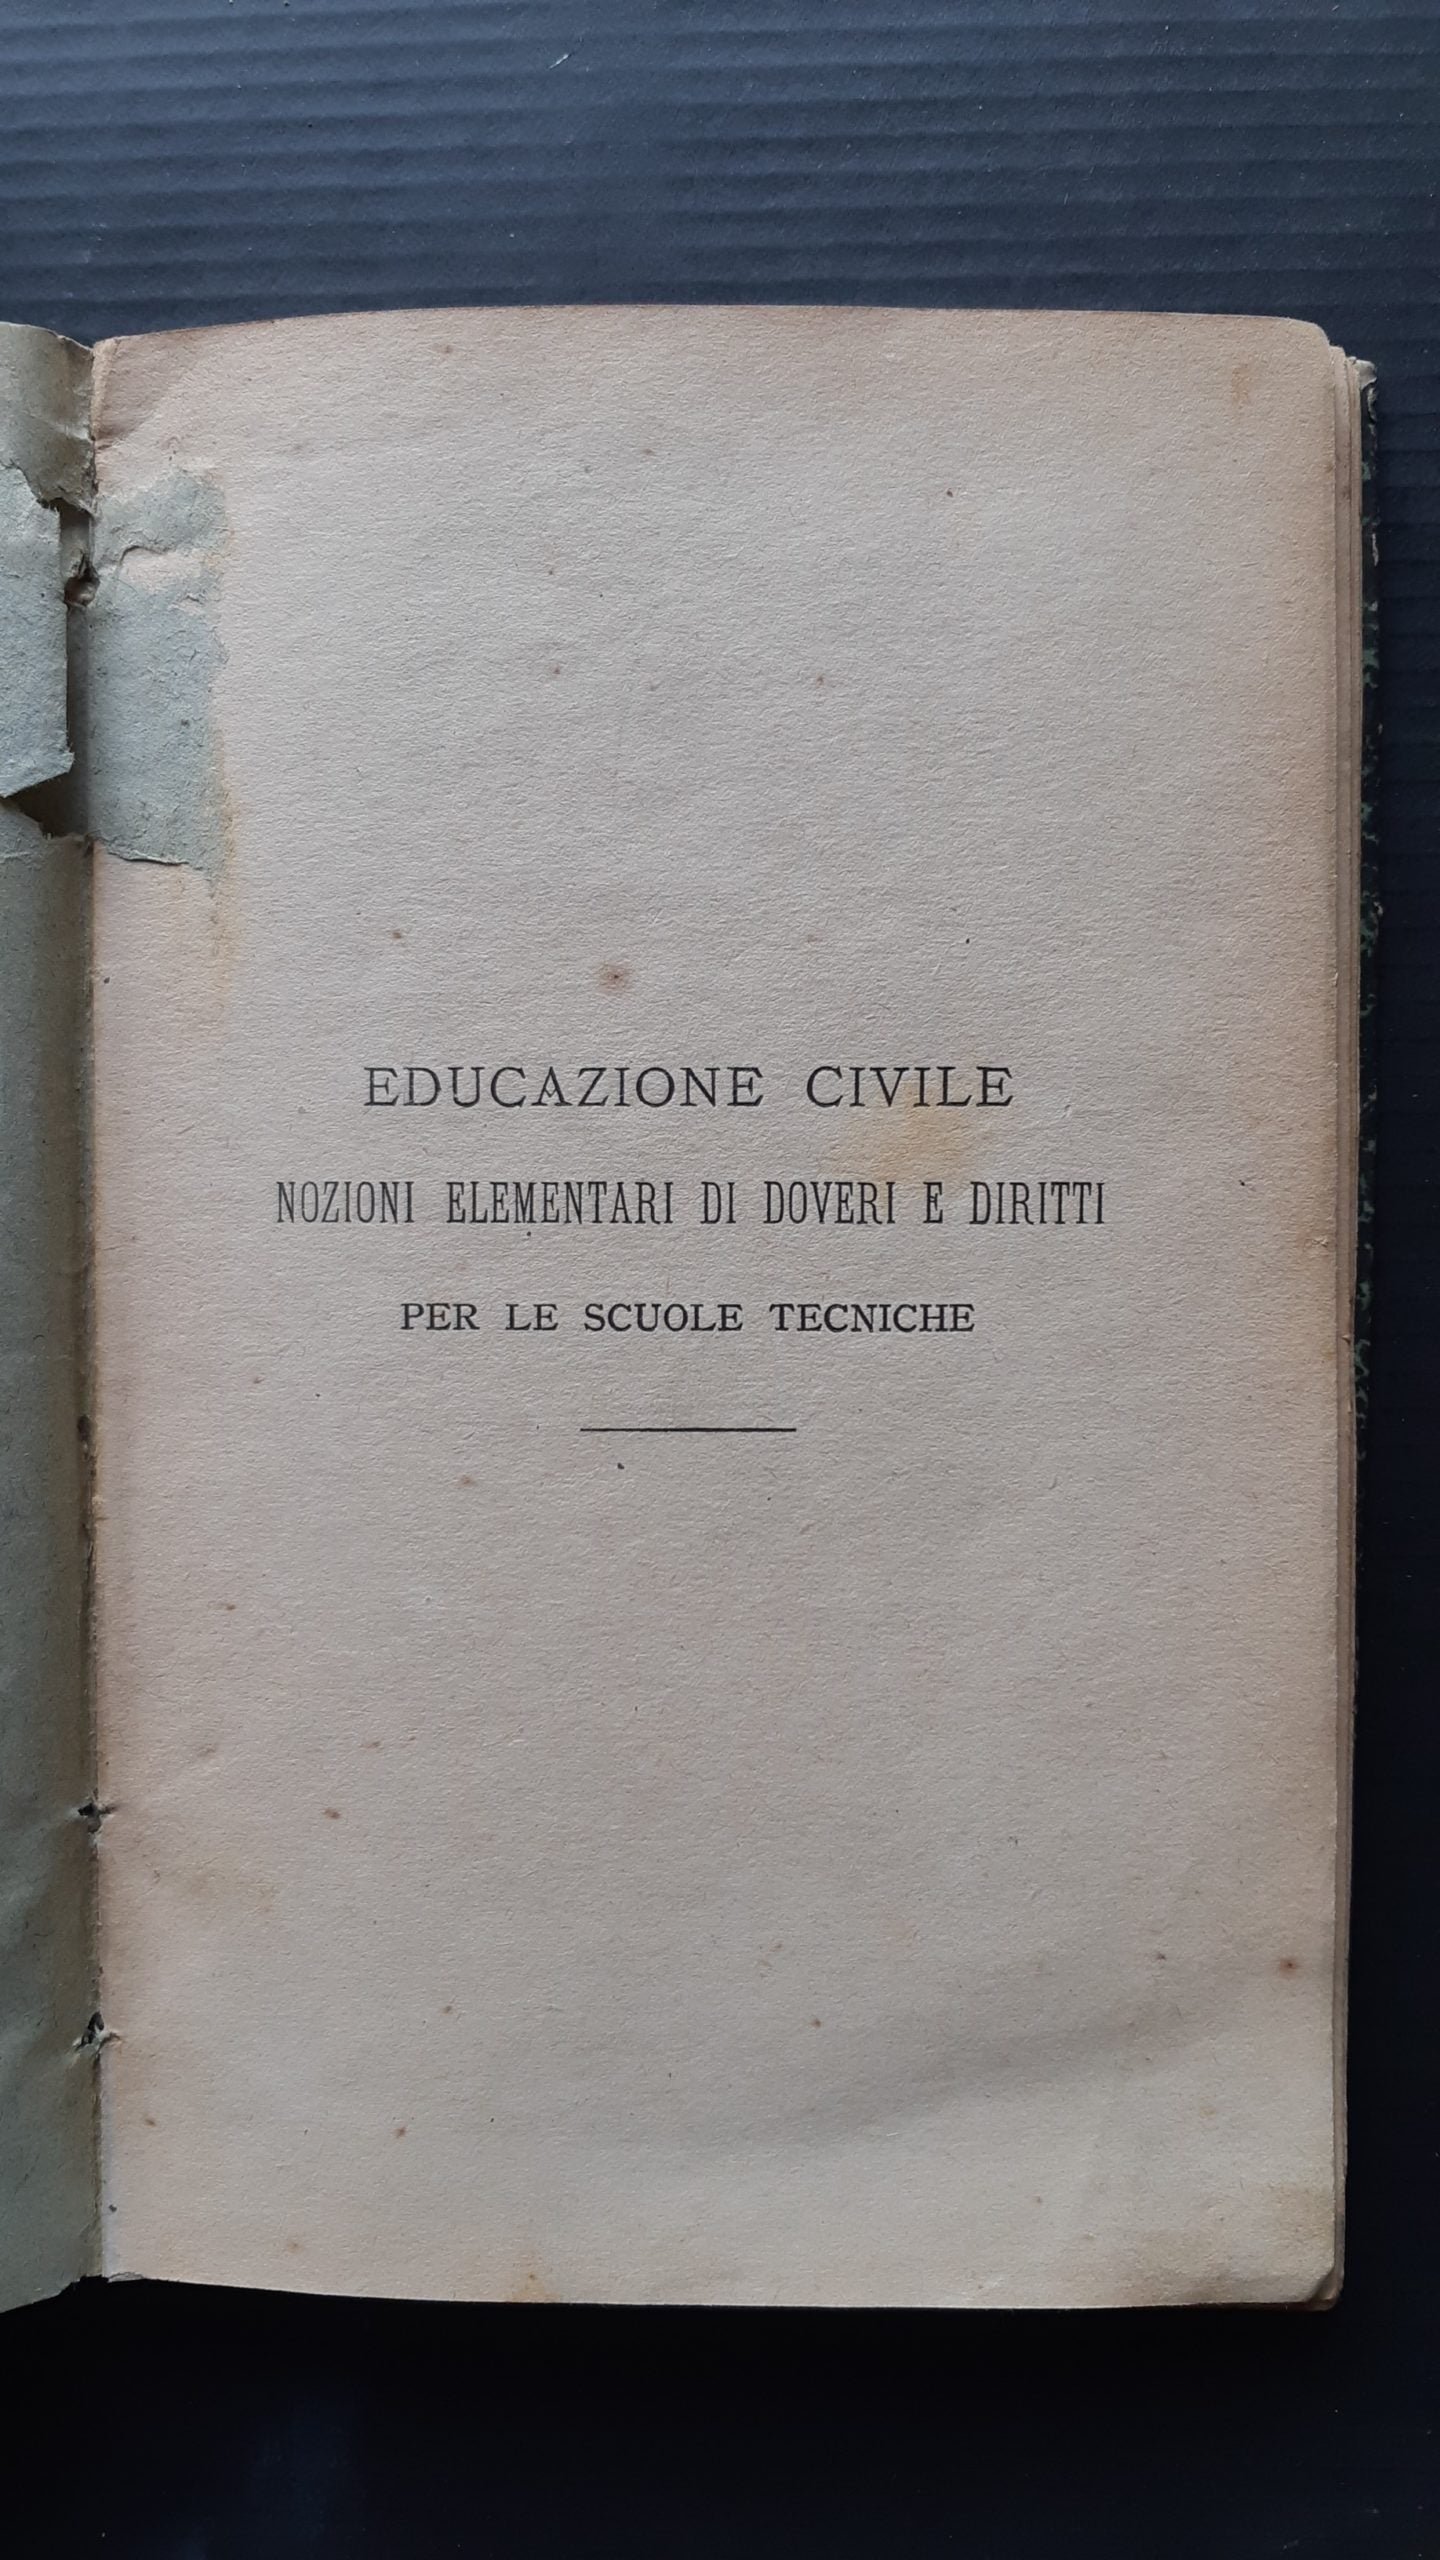 EDUCAZIONE CIVILE
NOZIONI ELEMENTARI DI DOVERI E DIRITTI
PER LE SCUOLE TECNICHE